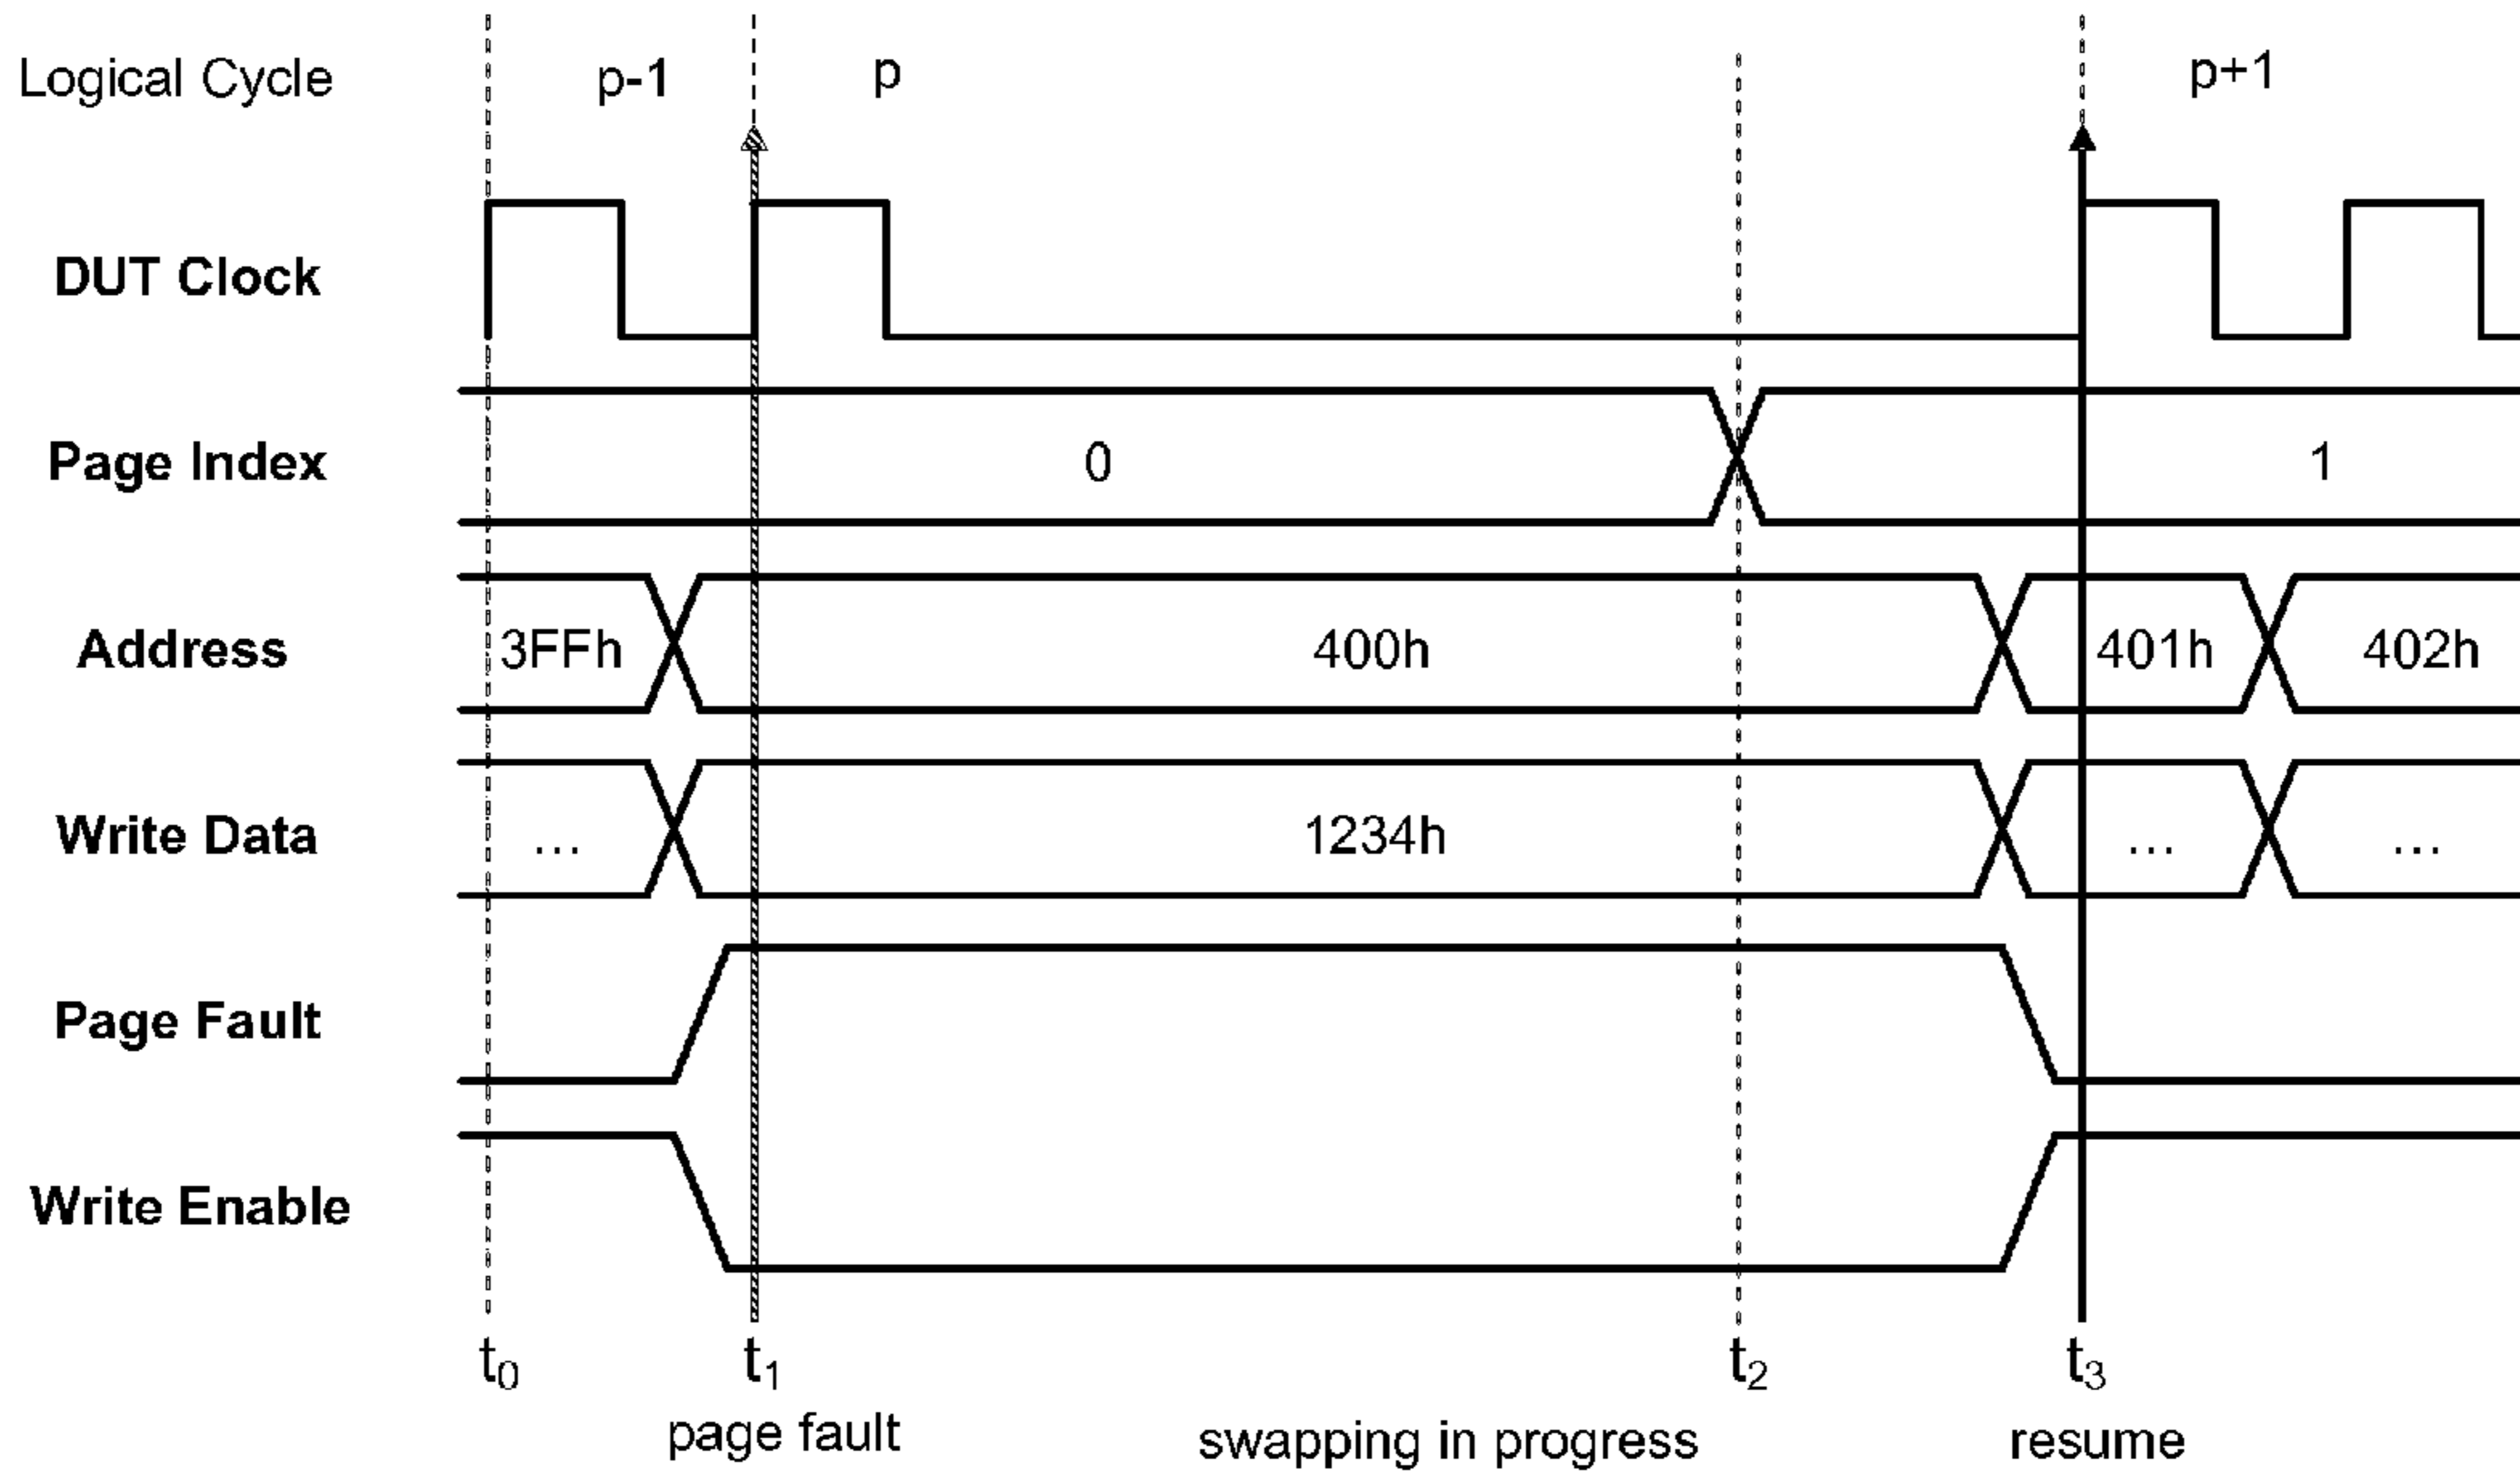 Logical Cycle p-1 p p+1
DUT Clock
Page Index 0 1
Address 3FFh 400h 401h 402h
Write Data ... 1234h ... ...
Page Fault
Write Enable
t0 t1 t2 t3
page fault swapping in progress resume